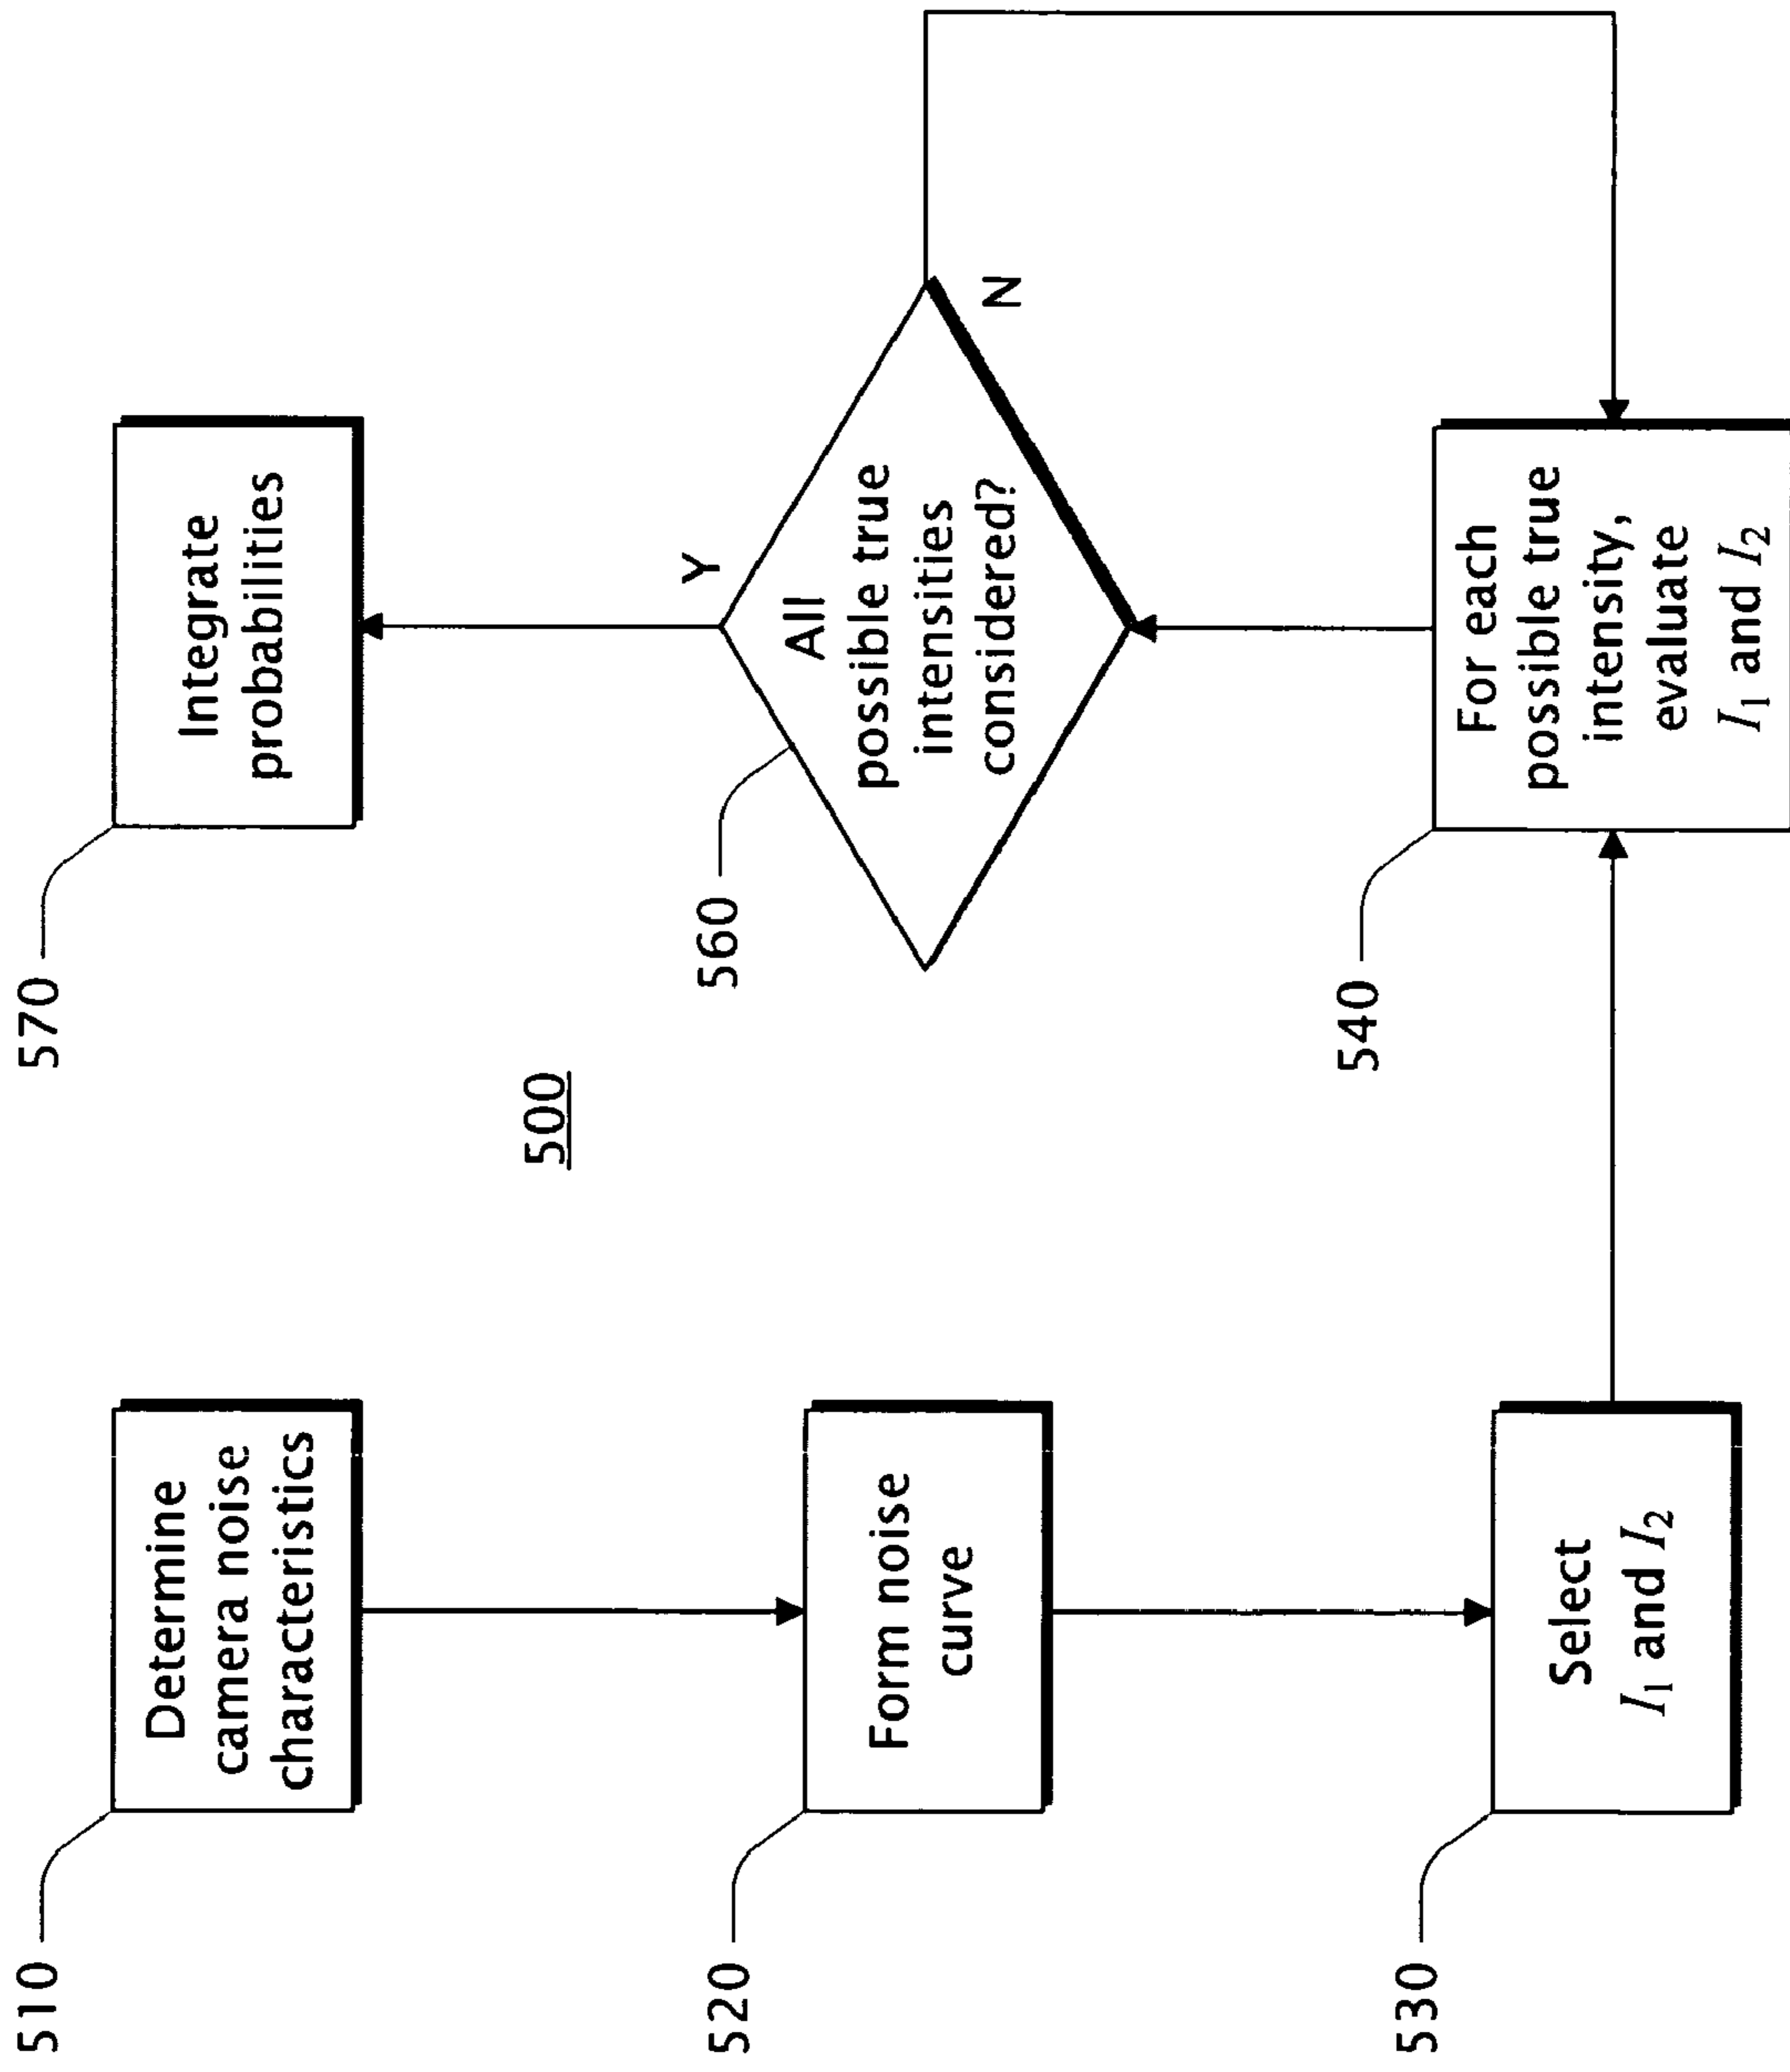 500
510
Determine
camera noise
characteristics
520
Form noise
curve
530
Select
I1 and I2
540
For each
possible true
intensity,
evaluate
I1 and I2
560
All
possible true
intensities
considered?
Y
N
570
Integrate
probabilities